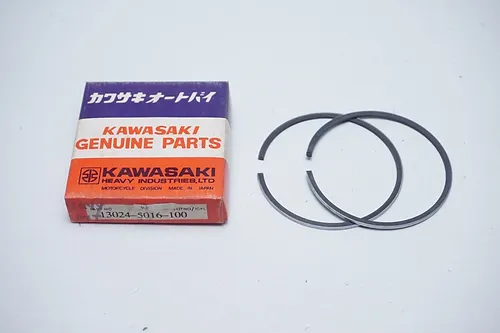 カワサキオートバイ
KAWASAKI
GENUINE PARTS
KAWASAKI
HEAVY INDUSTRIES, LTD
MOTORCYCLE DIVISION MADE IN JAPAN
13024-5016-100